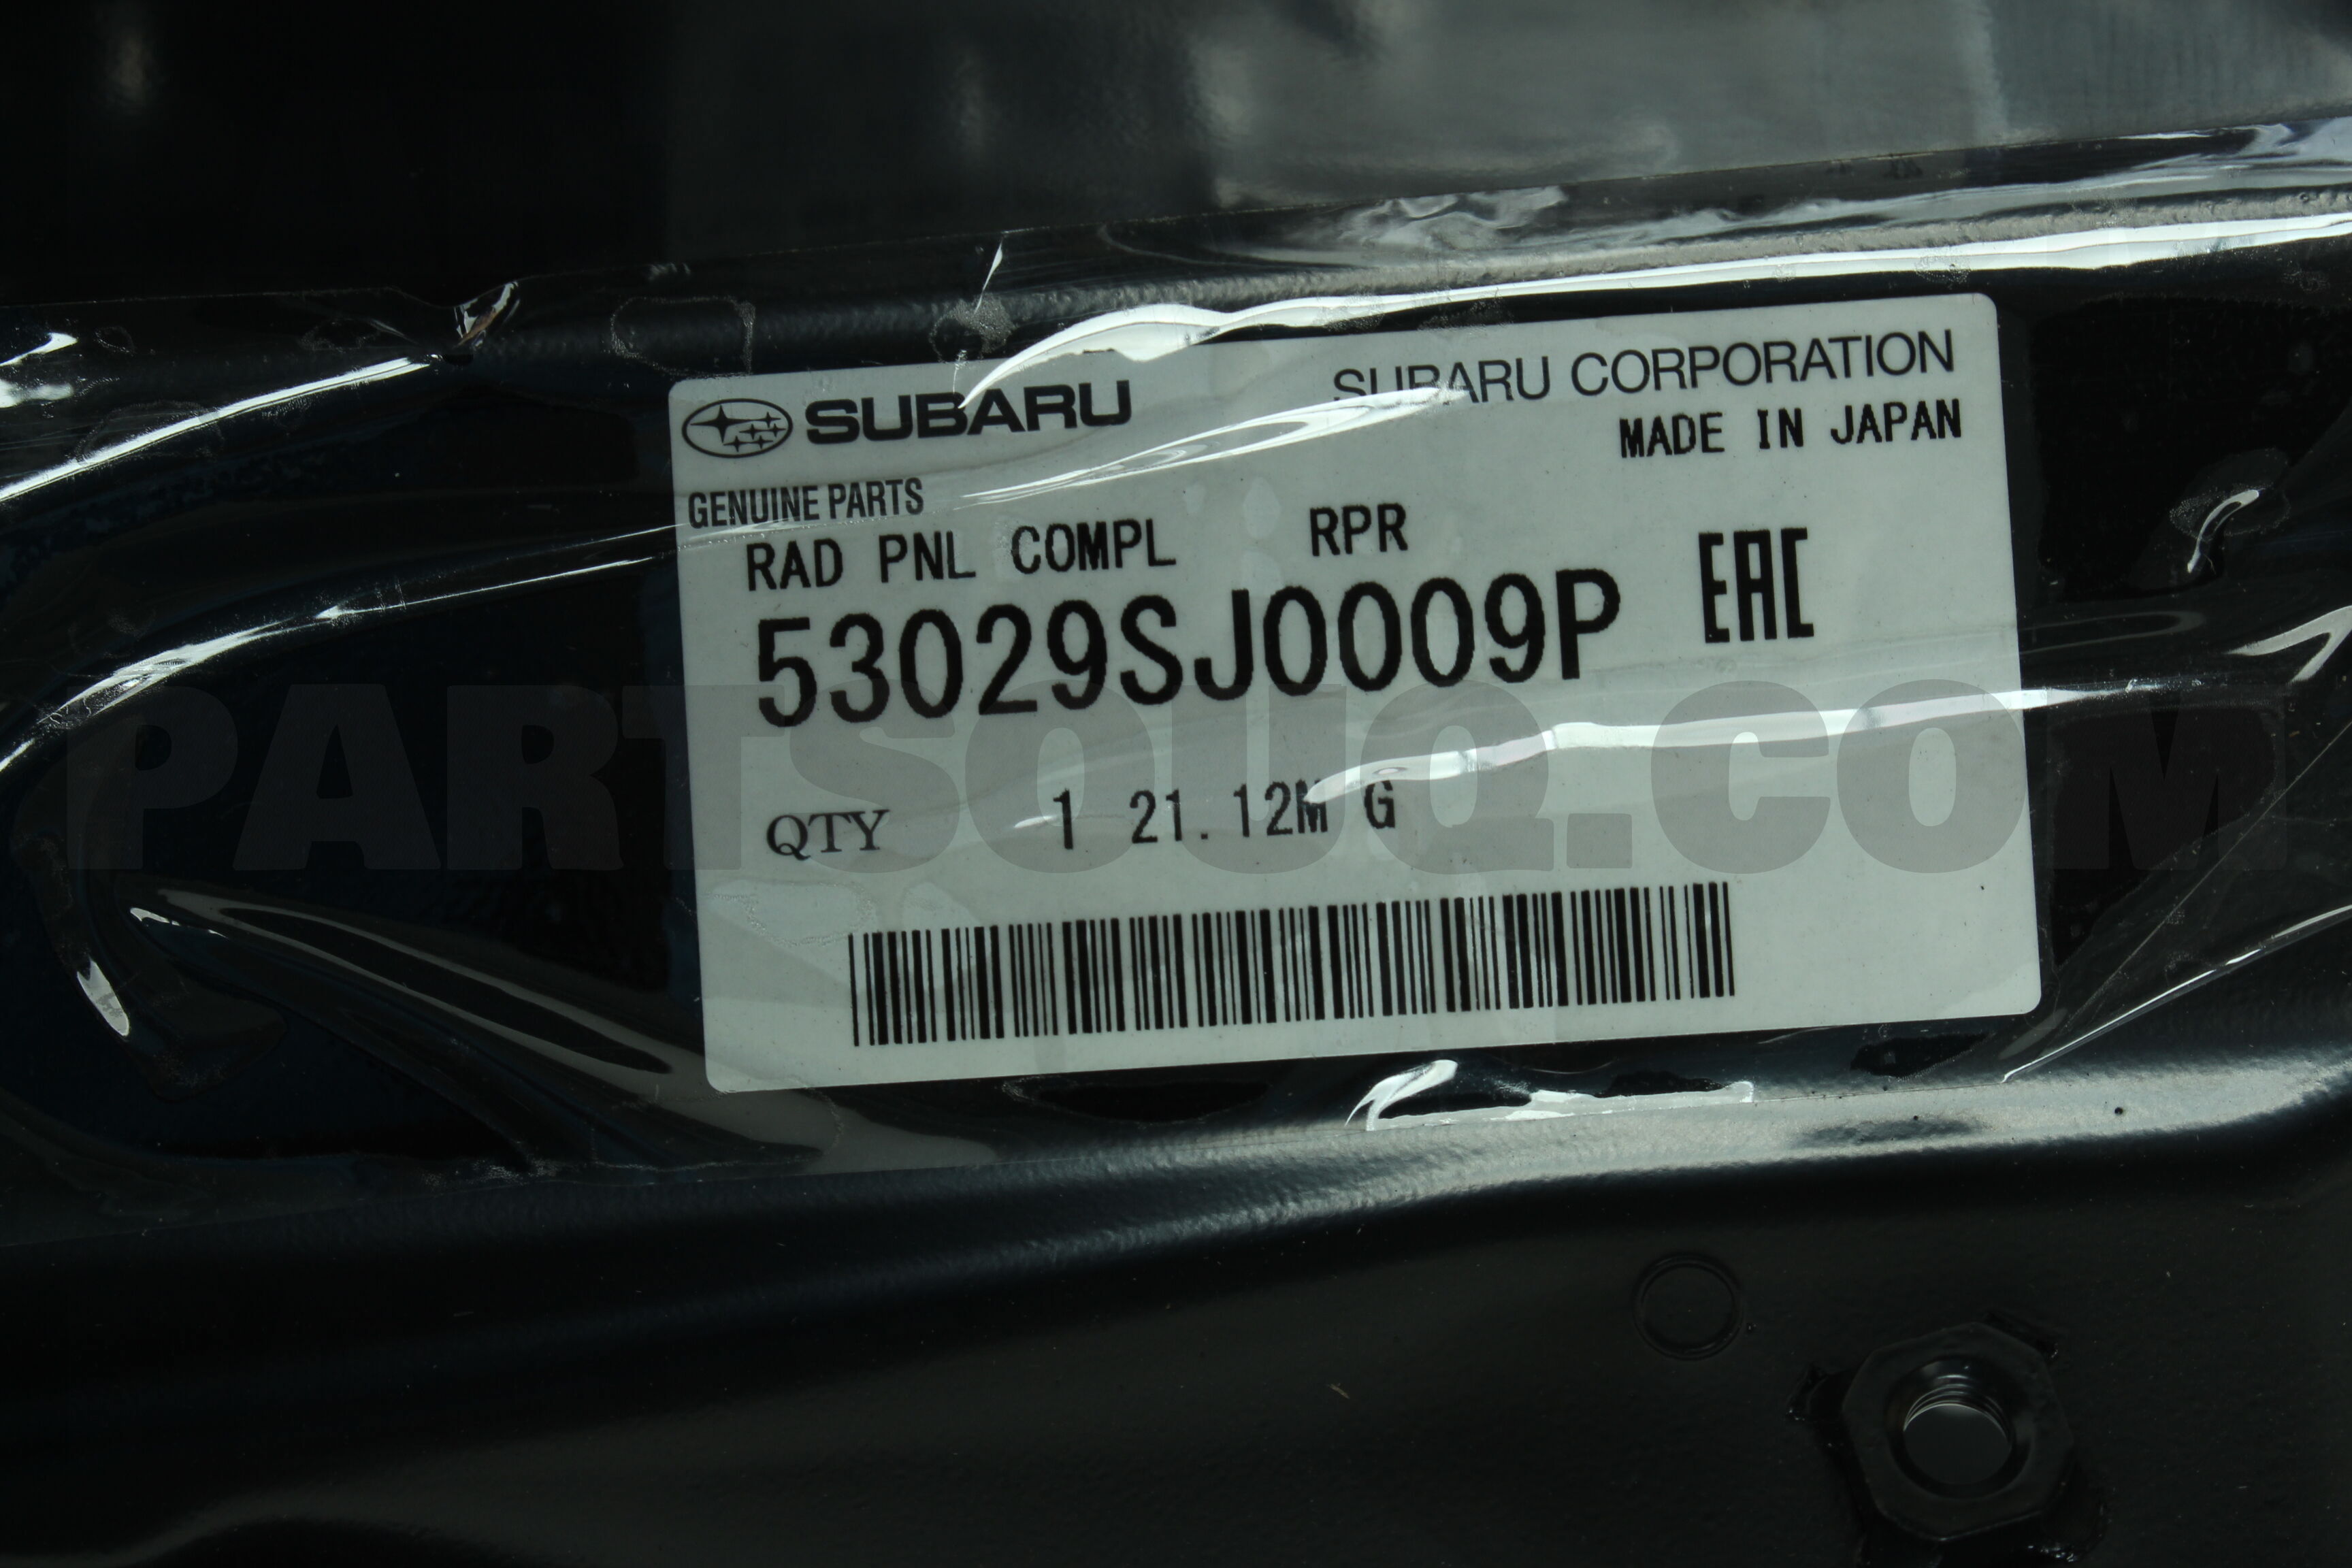 SUBARU
SUBARU CORPORATION
MADE IN JAPAN
GENUINE PARTS
RAD PNL COMPL RPR
53029SJ0009P EAC
QTY 1 21.12M G
PARTSOUQ.COM